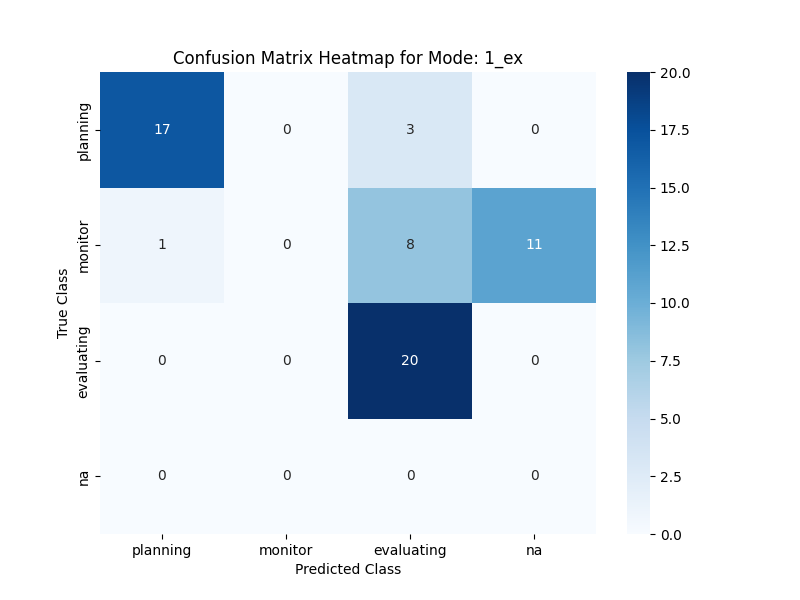 Confusion Matrix Heatmap for Mode: 1_ex
True Class
planning
17 0 3 0
monitor
1 0 8 11
evaluating
0 0 20 0
na
0 0 0 0
planning monitor evaluating na
Predicted Class
20.0
17.5
15.0
12.5
10.0
7.5
5.0
2.5
0.0